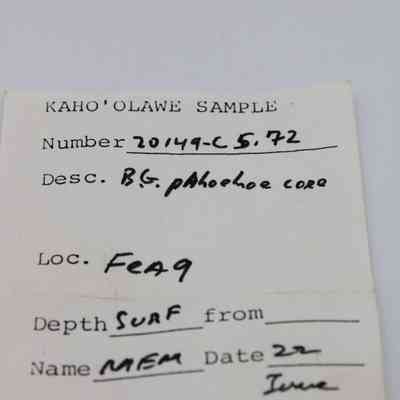 KAHO'OLAWE SAMPLE
Number 20149-C 5.72
Desc. B.G. pAhoehoe core
Loc. FeA9
Depth SURF from
Name MEM Date 22
June